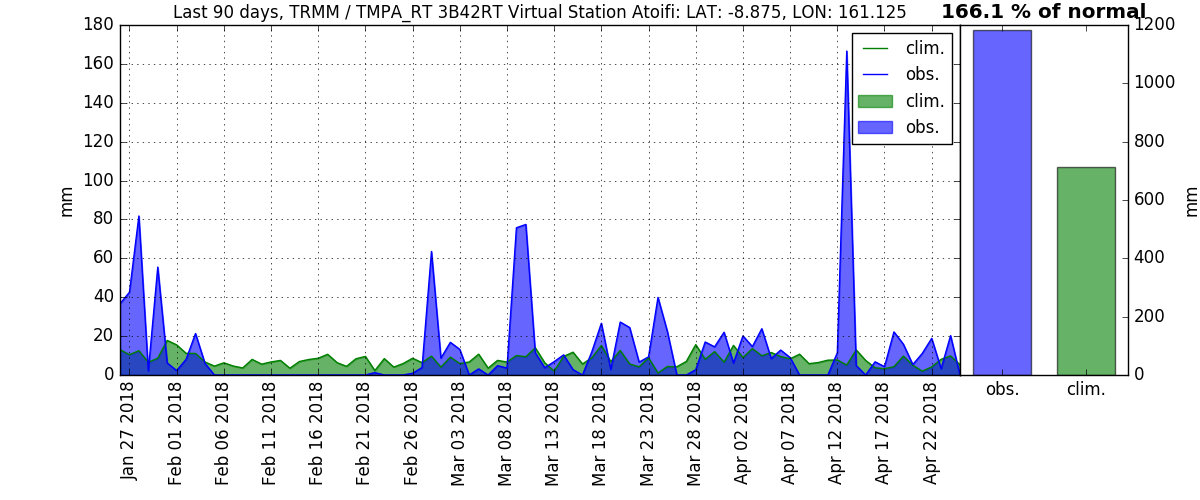 Last 90 days, TRMM / TMPA_RT 3B42RT Virtual Station Atoifi: LAT: -8.875, LON: 161.125
166.1 % of normal
180
160
140
120
100
80
60
40
20
0
mm
clim.
obs.
clim.
obs.
Jan 27 2018
Feb 01 2018
Feb 06 2018
Feb 11 2018
Feb 16 2018
Feb 21 2018
Feb 26 2018
Mar 03 2018
Mar 08 2018
Mar 13 2018
Mar 18 2018
Mar 23 2018
Mar 28 2018
Apr 02 2018
Apr 07 2018
Apr 12 2018
Apr 17 2018
Apr 22 2018
1200
1000
800
600
400
200
0
mm
obs.
clim.